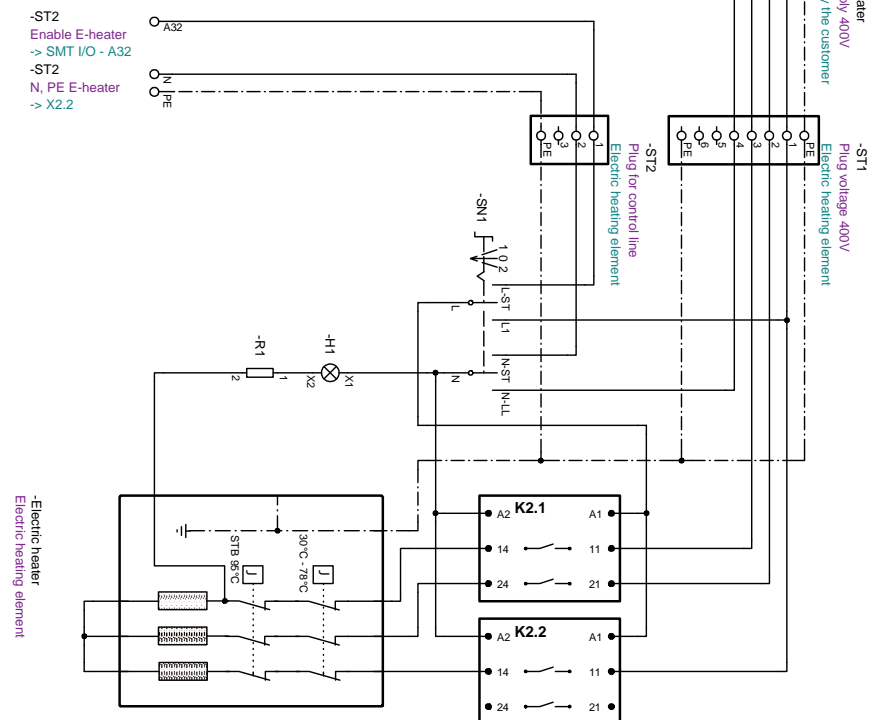 -ST2
Enable E-heater
-> SMT I/O - A32
-ST2
N, PE E-heater
-> X2.2
A32
N
PE
eater
ply 400V
y the customer
-ST1
Plug voltage 400V
Electric heating element
PE
6
5
4
3
2
1
PE
-ST2
Plug for control line
Electric heating element
PE
3
2
1
-SN1
1 0 2
L
L-ST
L1
N
N-ST
N-LL
-H1
X2
X1
-R1
2
1
K2.1
A2
A1
14
11
24
21
K2.2
A2
A1
14
11
24
21
STB 95°C
30°C - 78°C
-Electric heater
Electric heating element